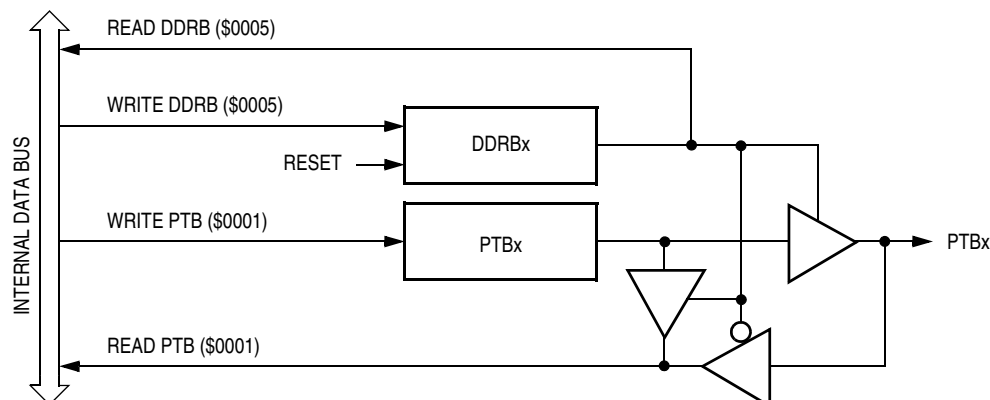 READ DDRB ($0005)
WRITE DDRB ($0005)
DDRBx
RESET
WRITE PTB ($0001)
PTBx
PTBx
READ PTB ($0001)
INTERNAL DATA BUS